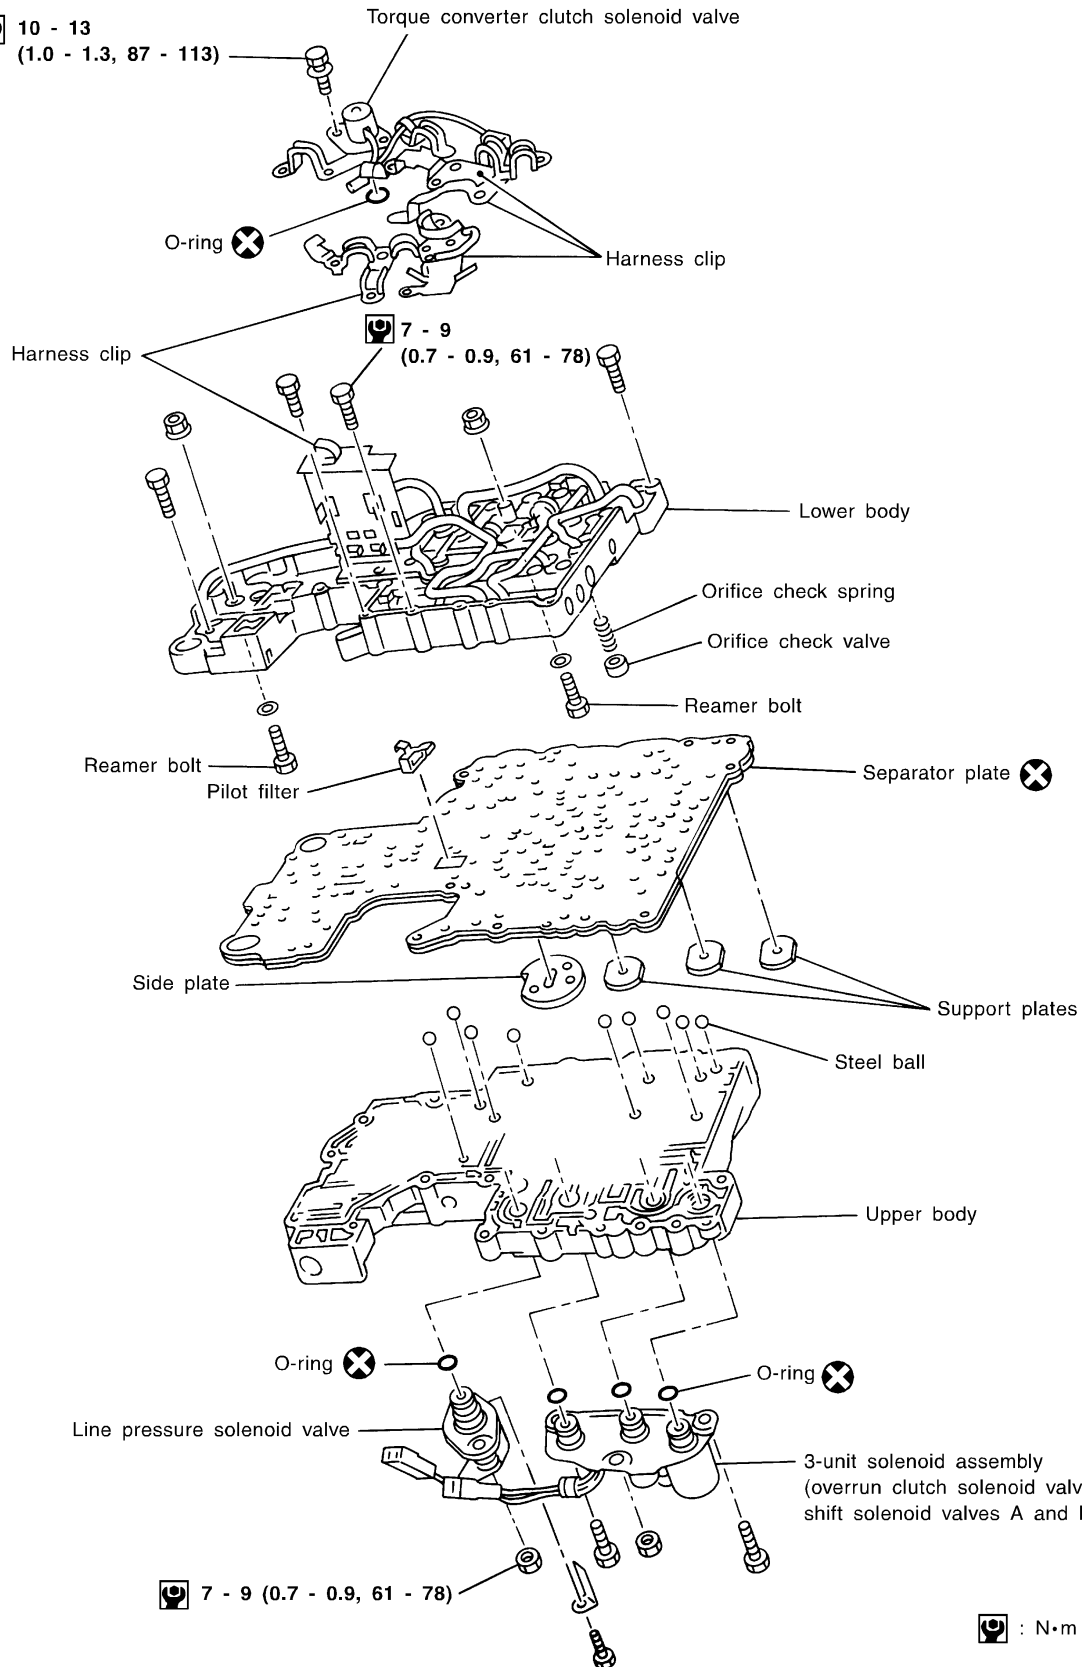 10 - 13
(1.0 - 1.3, 87 - 113)
Torque converter clutch solenoid valve
O-ring
Harness clip
7 - 9
(0.7 - 0.9, 61 - 78)
Harness clip
Lower body
Orifice check spring
Orifice check valve
Reamer bolt
Reamer bolt
Pilot filter
Separator plate
Side plate
Support plates
Steel ball
Upper body
O-ring
O-ring
Line pressure solenoid valve
3-unit solenoid assembly
(overrun clutch solenoid valv
shift solenoid valves A and
7 - 9 (0.7 - 0.9, 61 - 78)
: N•m